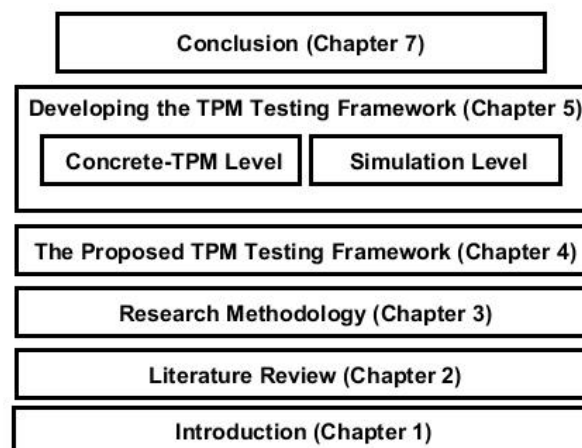 Conclusion (Chapter 7)
Developing the TPM Testing Framework (Chapter 5)
Concrete-TPM Level
Simulation Level
The Proposed TPM Testing Framework (Chapter 4)
Research Methodology (Chapter 3)
Literature Review (Chapter 2)
Introduction (Chapter 1)